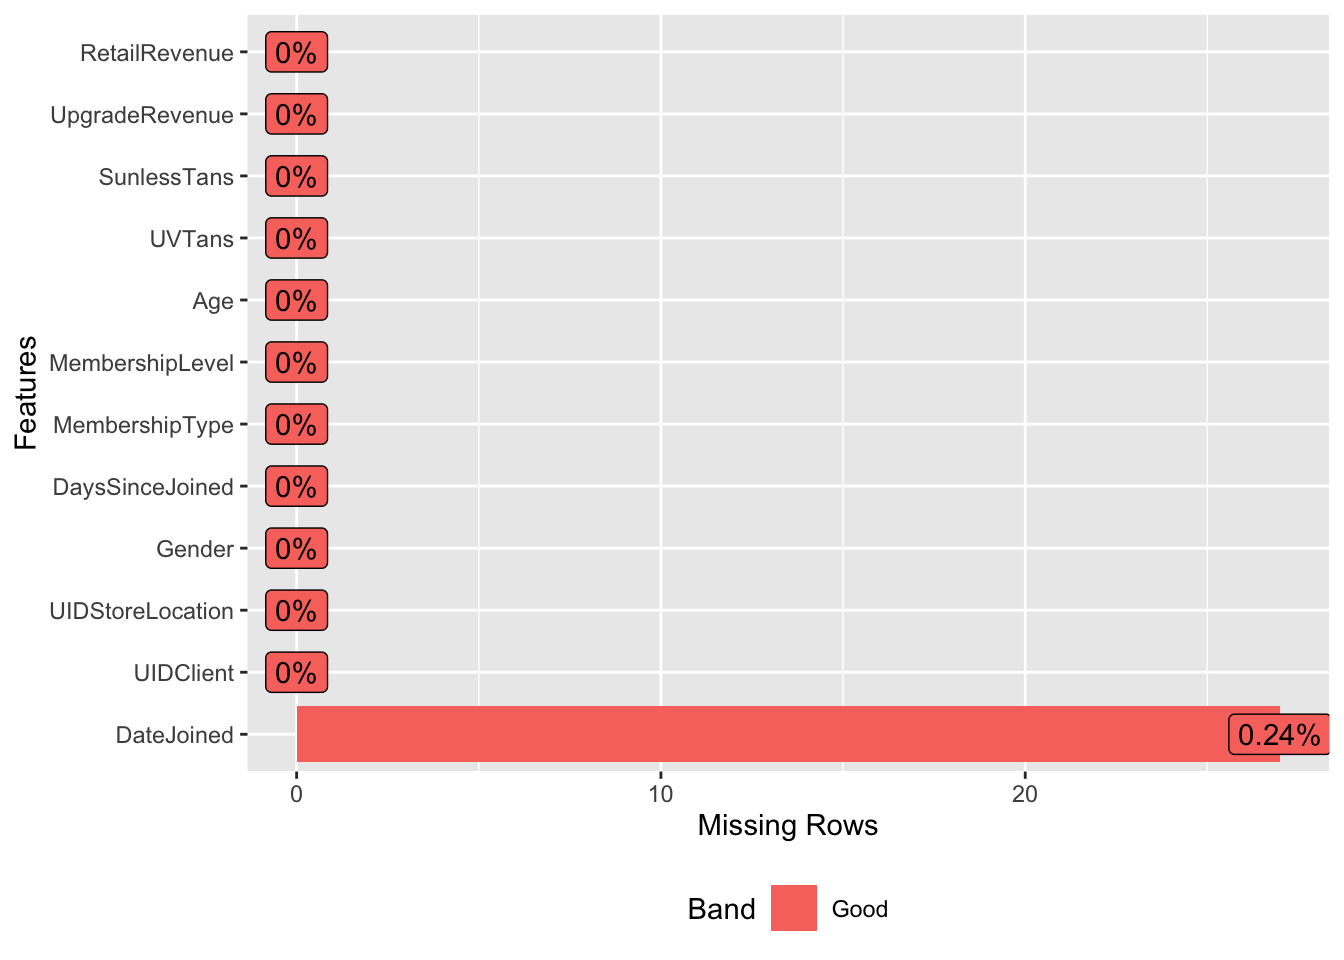 Features
RetailRevenue 0%
UpgradeRevenue 0%
SunlessTans 0%
UVTans 0%
Age 0%
MembershipLevel 0%
MembershipType 0%
DaysSinceJoined 0%
Gender 0%
UIDStoreLocation 0%
UIDClient 0%
DateJoined 0.24%
0 10 20
Missing Rows
Band Good